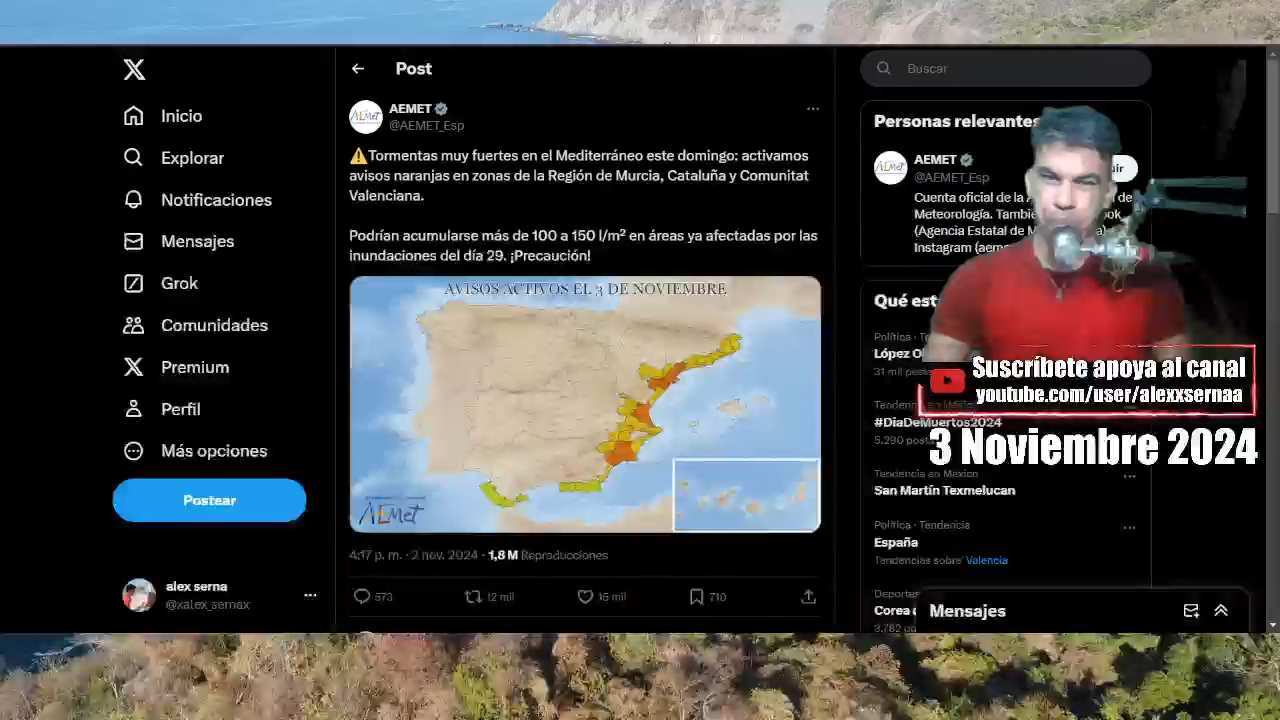 Post
Buscar
Inicio
Explorar
Notificaciones
Mensajes
Grok
Comunidades
Premium
Perfil
Más opciones
Postear
alex serna
@xalex_sernax
AEMET
@AEMET_Esp
⚠️Tormentas muy fuertes en el Mediterráneo este domingo: activamos
avisos naranjas en zonas de la Región de Murcia, Cataluña y Comunitat
Valenciana.
Podrían acumularse más de 100 a 150 l/m² en áreas ya afectadas por las
inundaciones del día 29. ¡Precaución!
AVISOS ACTIVOS EL 3 DE NOVIEMBRE
AEmet
4:17 p. m. · 2 nov. 2024 · 1,8 M Reproducciones
573
12 mil
15 mil
710
Personas relevantes
AEMET
@AEMET_Esp
Cuenta oficial de la de
Meteorología.
(Agencia Estatal de
Instagram
Qué
Política
López
31 mil
#DiaDeMuertos2024
5.290
Tendencia en México
San Martín Texmelucan
Política · Tendencia
España
Tendencias sobre Valencia
Corea
3.782
Mensajes
Suscríbete apoya al canal
youtube.com/user/alexxsernaa
3 Noviembre 2024